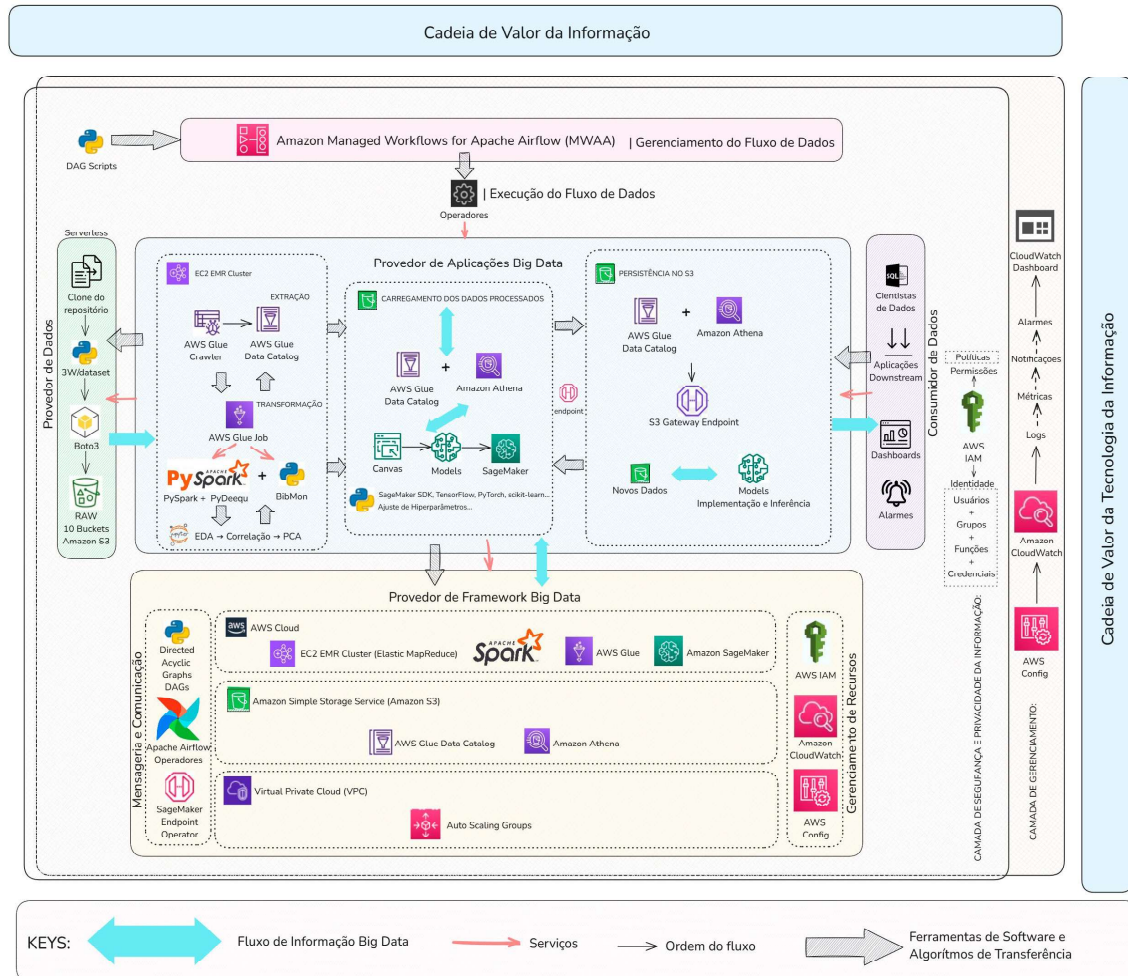 Cadeia de Valor da Informação
DAG Scripts
Amazon Managed Workflows for Apache Airflow (MWAA) | Gerenciamento do Fluxo de Dados
| Execução do Fluxo de Dados
Operadores
Provedor de Dados
Serverless
Clone do
repositório
3W/dataset
Boto3
RAW
10 Buckets
Amazon S3
Provedor de Aplicações Big Data
EC2 EMR Cluster
EXTRAÇÃO
AWS Glue
Crawler
AWS Glue
Data Catalog
TRANSFORMAÇÃO
AWS Glue Job
APACHE
PySpark
PySpark + PyDeequ
+
BibMon
EDA → Correlação → PCA
CARREGAMENTO DOS DADOS PROCESSADOS
AWS Glue
Data Catalog
+
Amazon Athena
Canvas
Models
SageMaker
SageMaker SDK, TensorFlow, PyTorch, scikit-learn...
Ajuste de Hiperparâmetros...
endpoint
PERSISTÊNCIA NO S3
AWS Glue
Data Catalog
+
Amazon Athena
S3 Gateway Endpoint
Novos Dados
Models
Implementação e Inferência
Consumidor de Dados
SQL
Cientistas
de Dados
Aplicações
Downstream
Dashboards
Alarmes
Políticas
Permissões
AWS
IAM
Identidade
Usuários
+
Grupos
+
Funções
+
Credenciais
CAMADA DE SEGURANÇA E PRIVACIDADE DA INFORMAÇÃO:
CloudWatch
Dashboard
Alarmes
Notificações
Métricas
Logs
Amazon
CloudWatch
AWS
Config
CAMADA DE GERENCIAMENTO:
Cadeia de Valor da Tecnologia da Informação
Provedor de Framework Big Data
Mensageria e Comunicação
Directed
Acyclic
Graphs
DAGs
Apache Airflow
Operadores
SageMaker
Endpoint
Operator
aws
AWS Cloud
EC2 EMR Cluster (Elastic MapReduce)
APACHE
Spark
AWS Glue
Amazon SageMaker
Amazon Simple Storage Service (Amazon S3)
AWS Glue Data Catalog
Amazon Athena
Virtual Private Cloud (VPC)
Auto Scaling Groups
Gerenciamento de Recursos
AWS IAM
Amazon
CloudWatch
AWS
Config
KEYS:
Fluxo de Informação Big Data
Serviços
Ordem do fluxo
Ferramentas de Software e
Algorítmos de Transferência